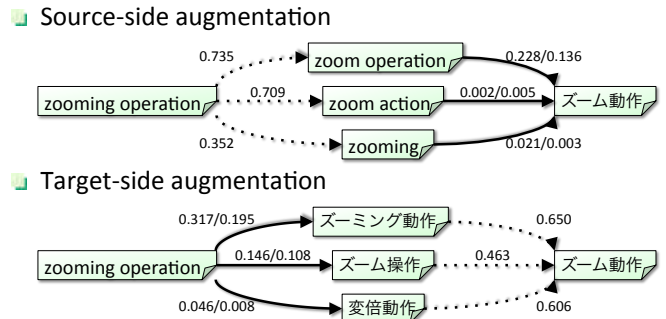 Source-side augmentation
0.735
zoom operation
0.228/0.136
zooming operation
0.709
zoom action
0.002/0.005
ズーム動作
0.352
zooming
0.021/0.003
Target-side augmentation
0.317/0.195
ズーミング動作
0.650
zooming operation
0.146/0.108
ズーム操作
0.463
ズーム動作
0.046/0.008
変倍動作
0.606